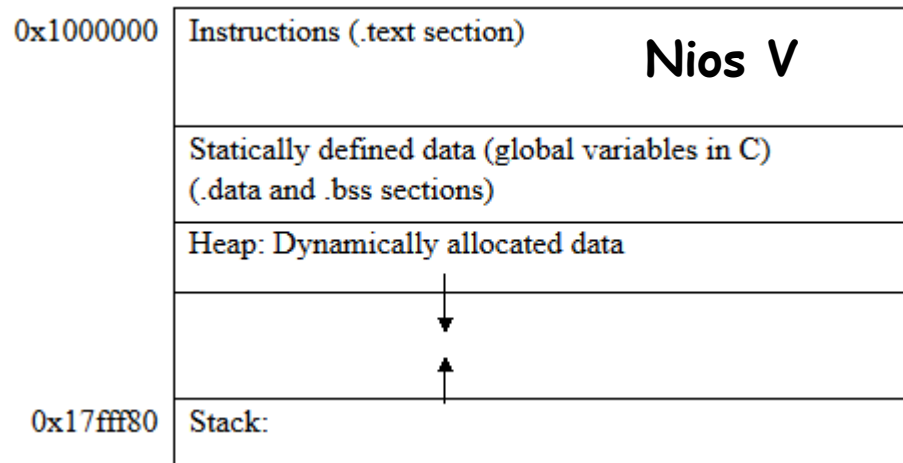 0x1000000 Instructions (.text section)
Nios V
Statically defined data (global variables in C)
(.data and .bss sections)
Heap: Dynamically allocated data
0x17fff80 Stack: